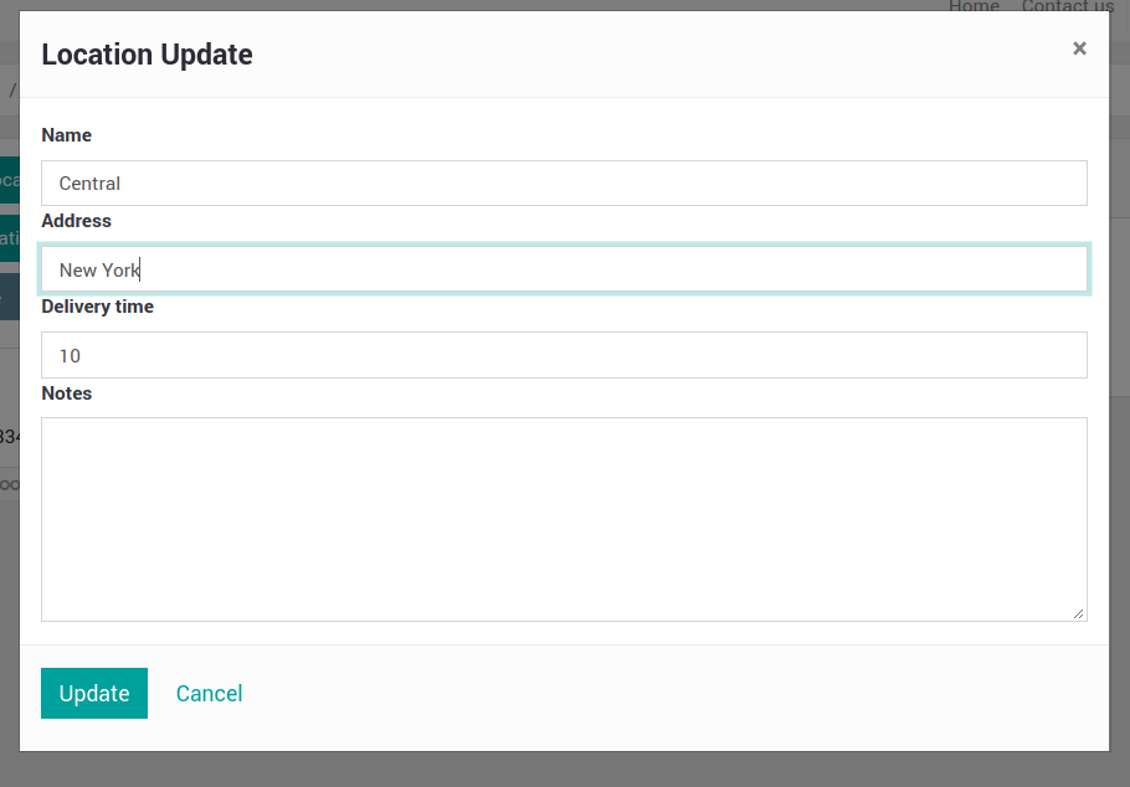 Home Contact us
Location Update
×
/
Name
Central
Address
New York
Delivery time
10
Notes
Update
Cancel